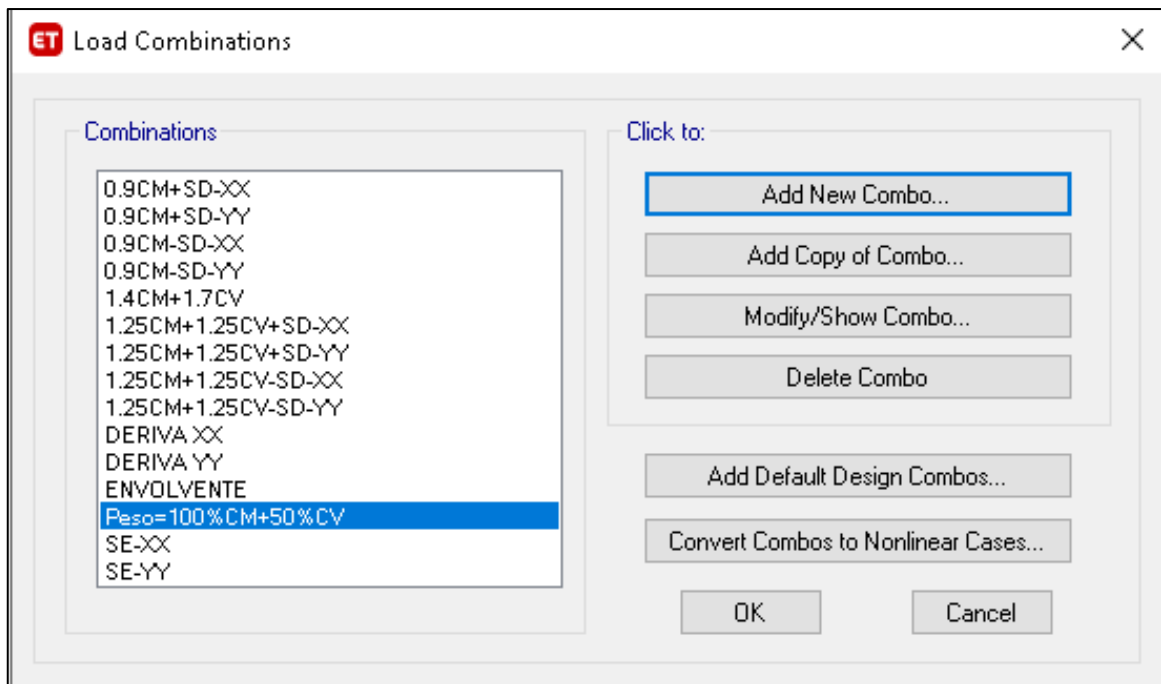 ET Load Combinations
Combinations
0.9CM+SD-XX
0.9CM+SD-YY
0.9CM-SD-XX
0.9CM-SD-YY
1.4CM+1.7CV
1.25CM+1.25CV+SD-XX
1.25CM+1.25CV+SD-YY
1.25CM+1.25CV-SD-XX
1.25CM+1.25CV-SD-YY
DERIVA XX
DERIVA YY
ENVOLVENTE
Peso=100%CM+50%CV
SE-XX
SE-YY
Click to:
Add New Combo...
Add Copy of Combo...
Modify/Show Combo...
Delete Combo
Add Default Design Combos...
Convert Combos to Nonlinear Cases...
OK
Cancel